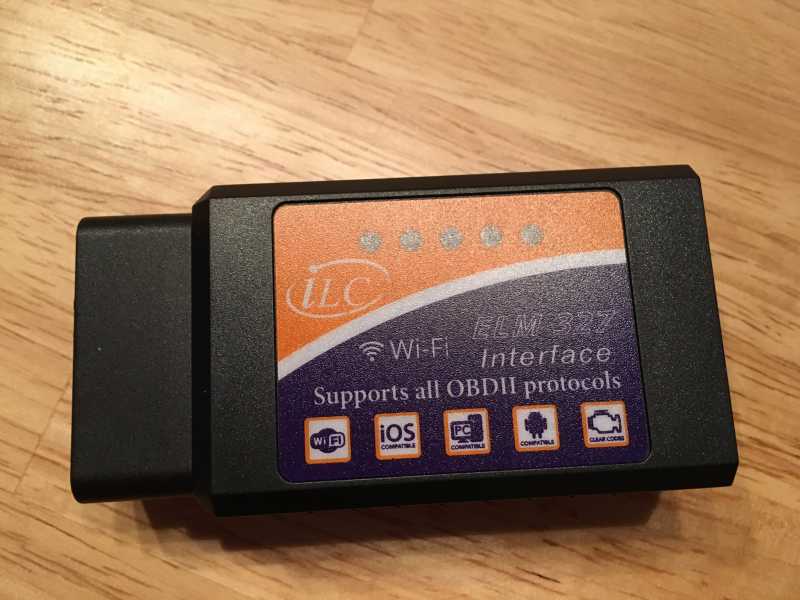 iLC
ELM 327
Wi-Fi
Interface
Supports all OBDII protocols
WiFi
iOS
COMPATIBLE
PC
COMPATIBLE
COMPATIBLE
CLEAR CODES